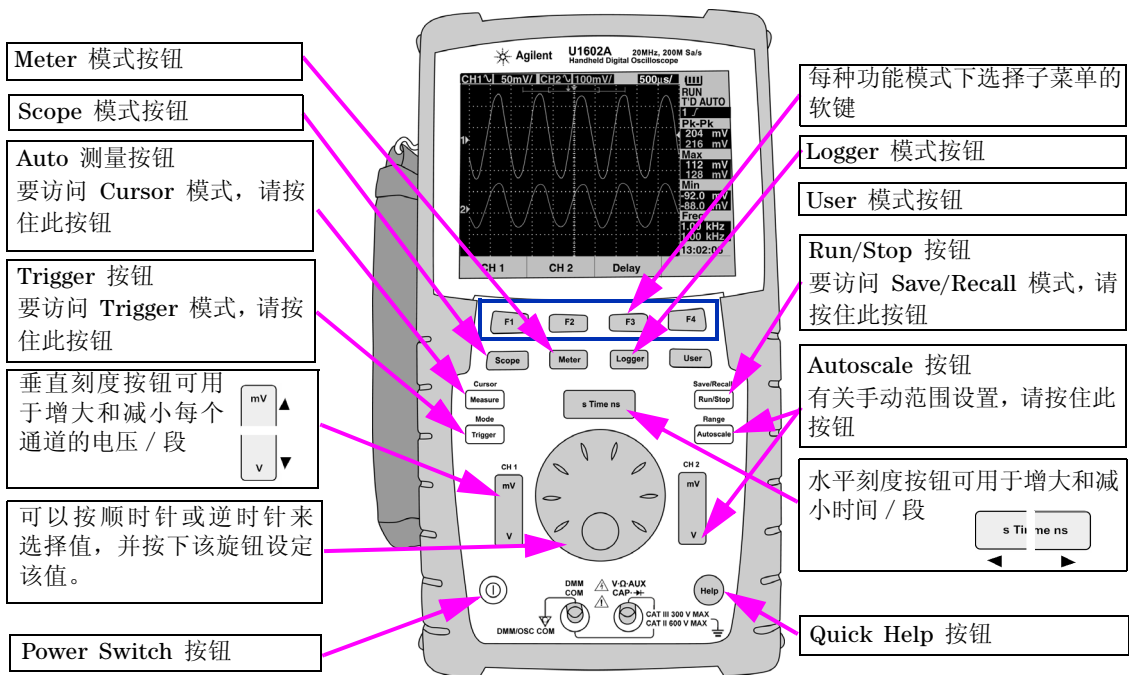 Meter 模式按钮
Scope 模式按钮
Auto 测量按钮
要访问 Cursor 模式，请按
住此按钮
Trigger 按钮
要访问 Trigger 模式，请按
住此按钮
垂直刻度按钮可用
于增大和减小每个
通道的电压 / 段
mV
V
可以按顺时针或逆时针来
选择值，并按下该旋钮设定
该值。
Power Switch 按钮
Agilent
U1602A
20MHz, 200M Sa/s
Handheld Digital Oscilloscope
CH1 50mV/ CH2 100mV/ 500µs/
RUN
T'D AUTO
1
Pk-Pk
204 mV
216 mV
Max
112 mV
128 mV
Min
-92.0 mV
-88.0 mV
Freq
1.00 kHz
1.00 kHz
13:02:05
1
2
CH 1 CH 2 Delay
F1 F2 F3 F4
Scope Meter Logger User
Cursor
Measure
Mode
Trigger
s Time ns
Save/Recall
Run/Stop
Range
Autoscale
CH 1
mV
V
CH 2
mV
V
DMM
COM
V·Ω·AUX
CAP·
Help
CAT III 300 V MAX
CAT II 600 V MAX
DMM/OSC COM
每种功能模式下选择子菜单的
软键
Logger 模式按钮
User 模式按钮
Run/Stop 按钮
要访问 Save/Recall 模式，请
按住此按钮
Autoscale 按钮
有关手动范围设置，请按住此
按钮
水平刻度按钮可用于增大和减
小时间 / 段
s Time ns
Quick Help 按钮